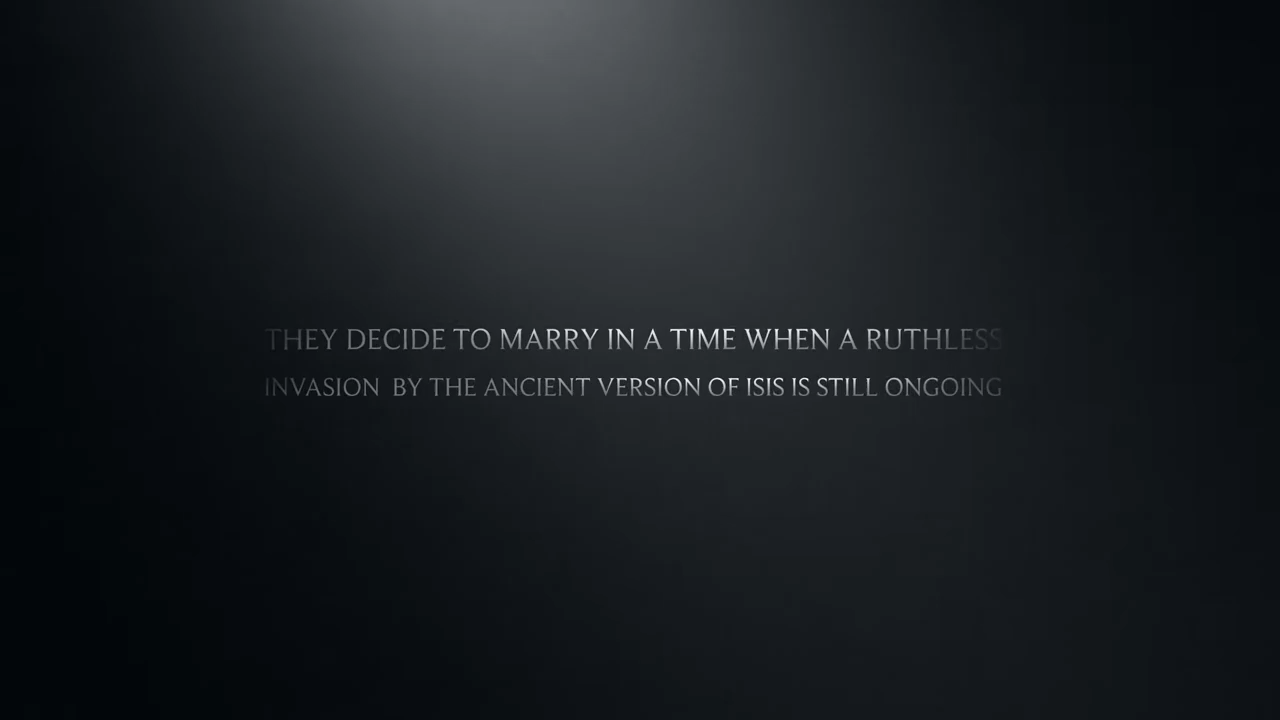 THEY DECIDE TO MARRY IN A TIME WHEN A RUTHLESS
INVASION BY THE ANCIENT VERSION OF ISIS IS STILL ONGOING